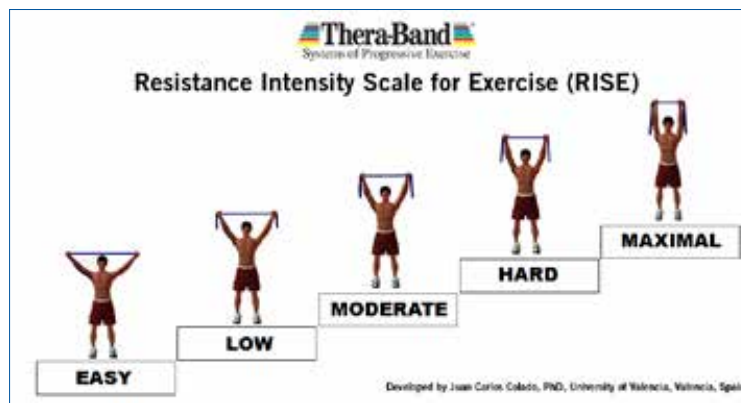 Thera-Band
Systems of Progressive Exercise
Resistance Intensity Scale for Exercise (RISE)
MAXIMAL
HARD
MODERATE
LOW
EASY
Developed by Juan Carlos Colado, PhD, University of Valencia, Valencia, Spain